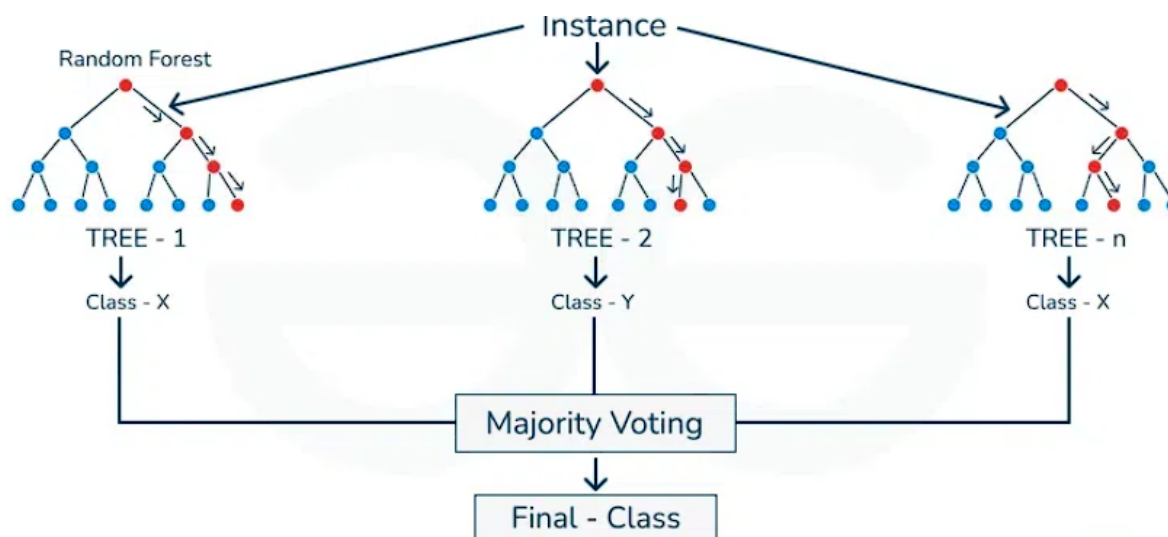 Instance
Random Forest
TREE - 1
TREE - 2
TREE - n
Class - X
Class - Y
Class - X
Majority Voting
Final - Class